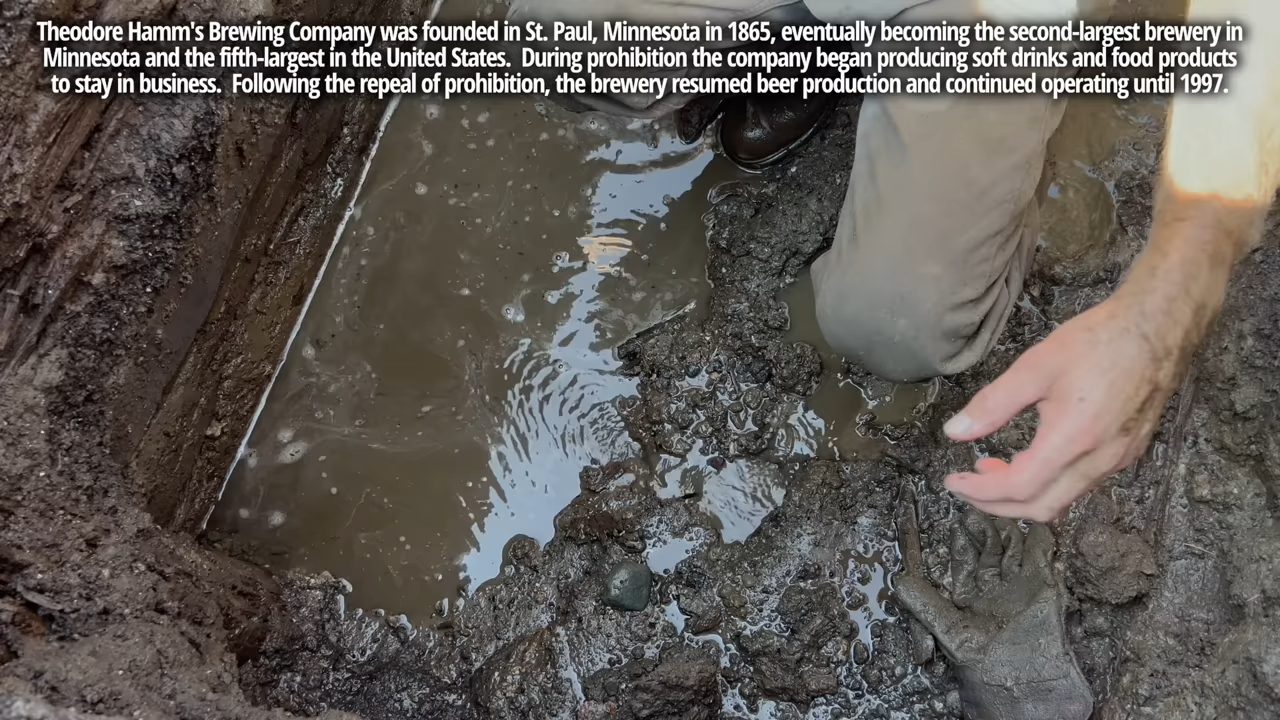 Theodore Hamm's Brewing Company was founded in St. Paul, Minnesota in 1865, eventually becoming the second-largest brewery in
Minnesota and the fifth-largest in the United States.  During prohibition the company began producing soft drinks and food products
to stay in business.  Following the repeal of prohibition, the brewery resumed beer production and continued operating until 1997.